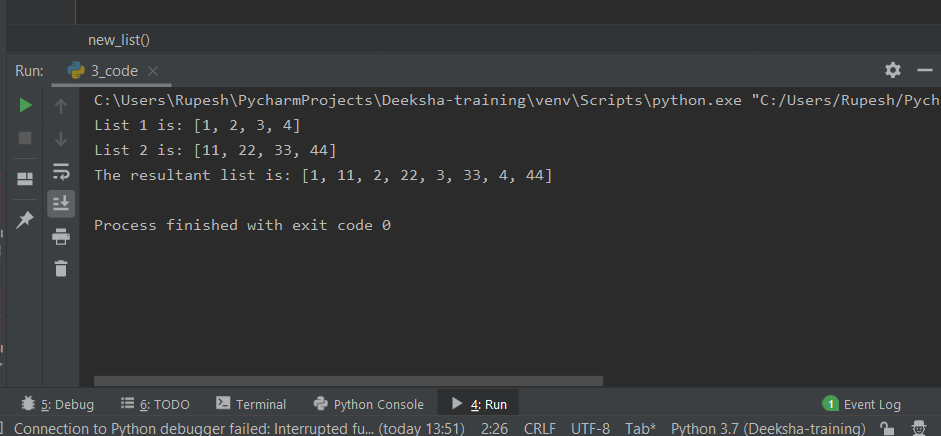 new_list()
Run: 3_code
C:\Users\Rupesh\PycharmProjects\Deeksha-training\venv\Scripts\python.exe "C:/Users/Rupesh/Pych
List 1 is: [1, 2, 3, 4]
List 2 is: [11, 22, 33, 44]
The resultant list is: [1, 11, 2, 22, 3, 33, 4, 44]
Process finished with exit code 0
5: Debug 6: TODO Terminal Python Console 4: Run 1 Event Log
Connection to Python debugger failed: Interrupted fu... (today 13:51) 2:26 CRLF UTF-8 Tab* Python 3.7 (Deeksha-training)